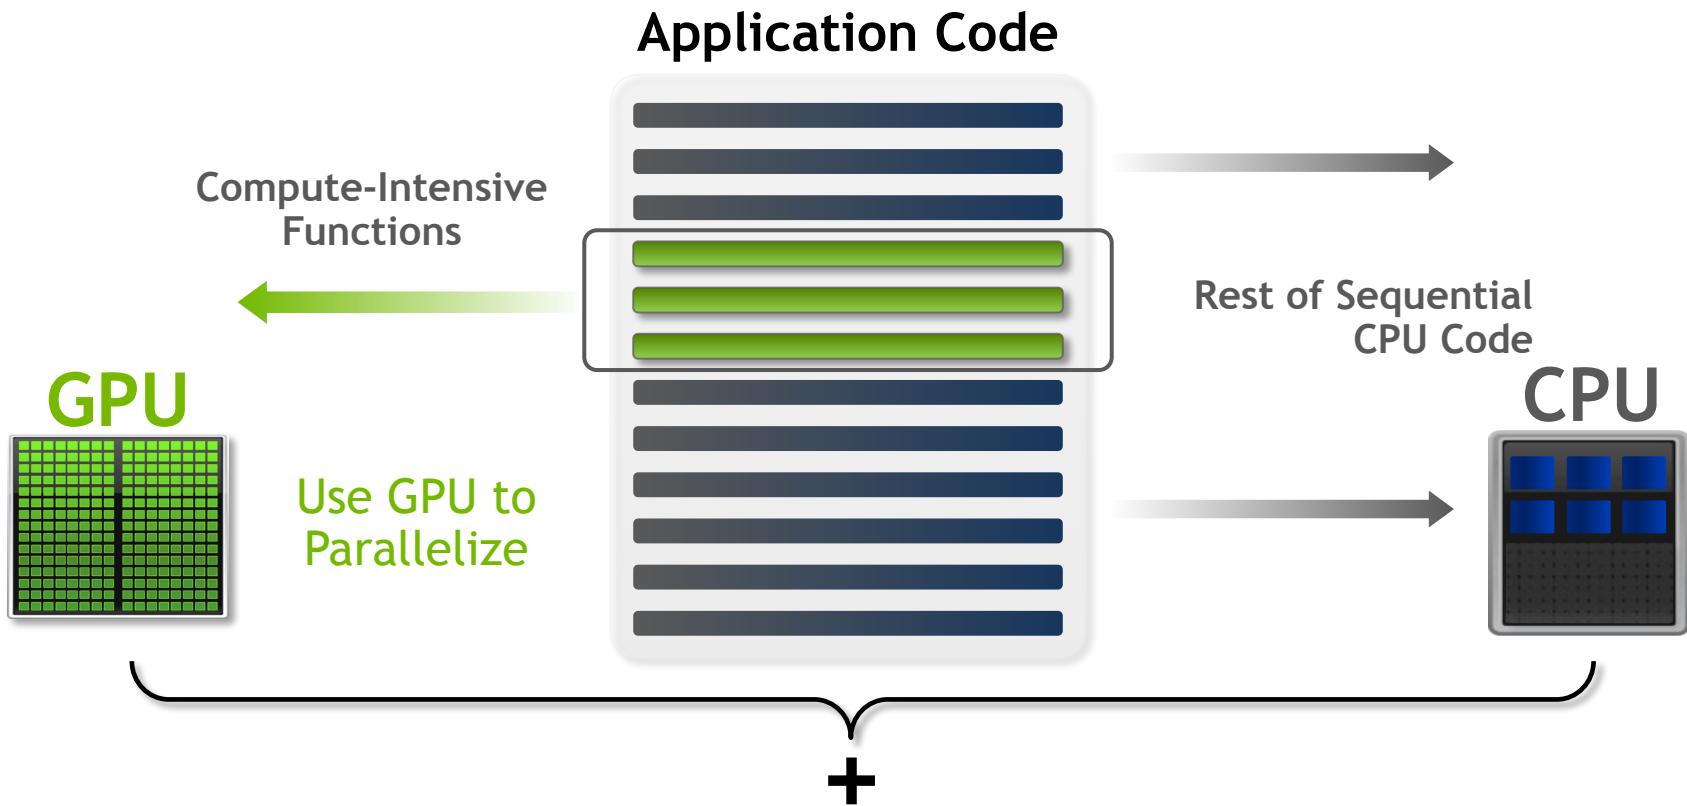 Application Code
Compute-Intensive
Functions
Rest of Sequential
CPU Code
GPU
CPU
Use GPU to
Parallelize
+